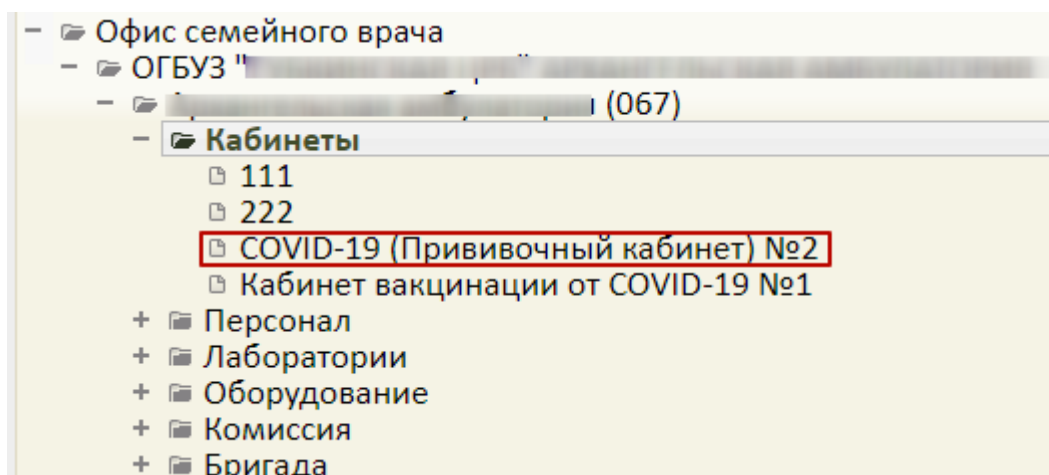 Офис семейного врача
ОГБУЗ "
(067)
Кабинеты
111
222
COVID-19 (Прививочный кабинет) №2
Кабинет вакцинации от COVID-19 №1
Персонал
Лаборатории
Оборудование
Комиссия
Бригада